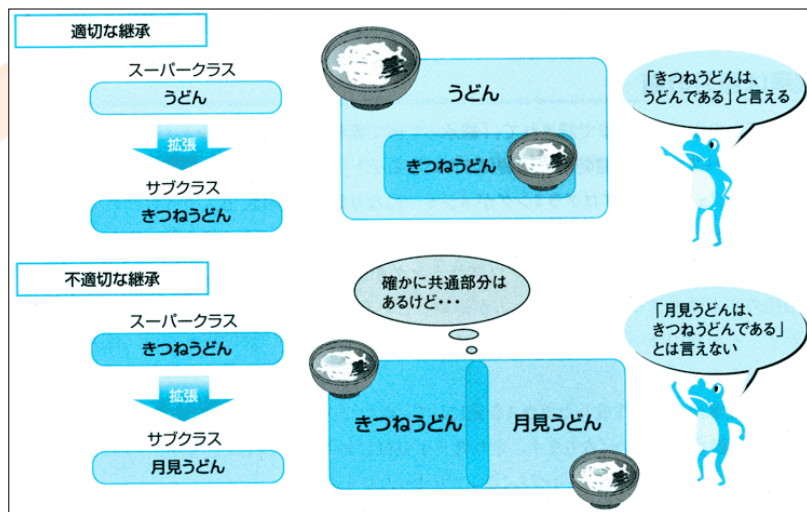 適切な継承
スーパークラス
うどん
拡張
サブクラス
きつねうどん
うどん
きつねうどん
「きつねうどんは、
うどんである」と言える
不適切な継承
スーパークラス
きつねうどん
拡張
サブクラス
月見うどん
確かに共通部分は
あるけど・・・
きつねうどん
月見うどん
「月見うどんは、
きつねうどんである」
とは言えない